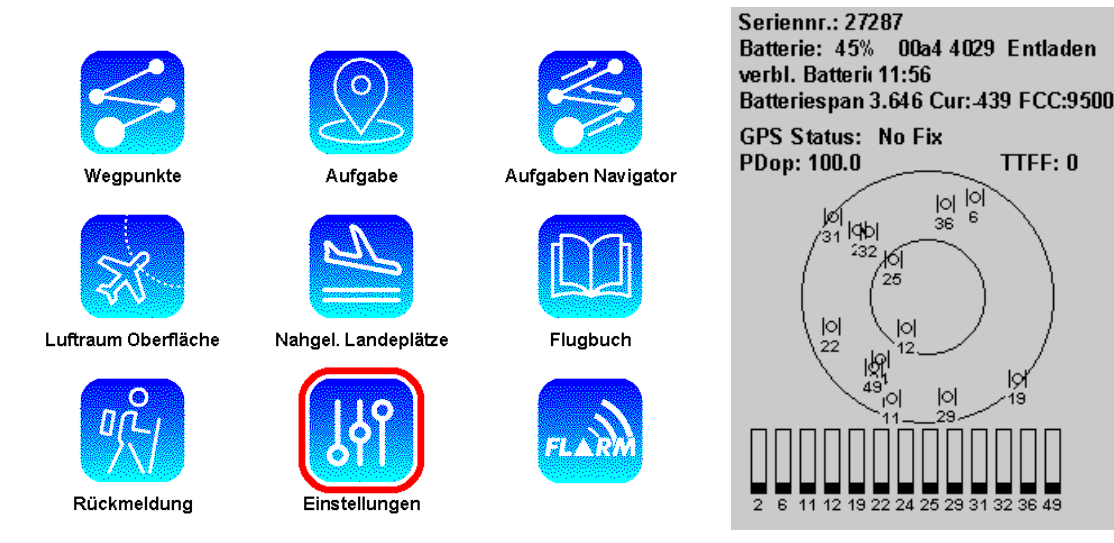 Wegpunkte
Aufgabe
Aufgaben Navigator
Luftraum Oberfläche
Nahgel. Landeplätze
Flugbuch
Rückmeldung
Einstellungen
FLARM
Seriennr.: 27287
Batterie: 45% 00a4 4029 Entladen
verbl. Batteri 11:56
Batteriespan 3.646 Cur:-439 FCC:9500
GPS Status: No Fix
PDop: 100.0 TTFF: 0
36 6
31
32
25
22 12
49
19
11 29
2 6 11 12 19 22 24 25 29 31 32 36 49